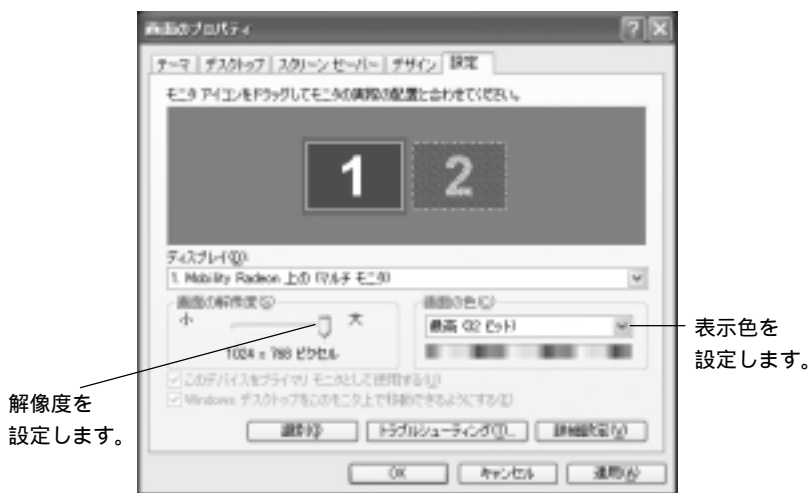 画面のプロパティ
テーマ デスクトップ スクリーン セーバー デザイン 設定
モニタ アイコンをドラッグしてモニタの実際の配置と合わせてください。
1 2
ディスプレイ(D):
1. Mobility Radeon 上の (マルチ モニタ)
画面の解像度(S)
小 大
1024 x 768 ピクセル
画面の色(C)
最高 (32 ビット)
このデバイスをプライマリ モニタとして使用する(U)
Windows デスクトップをこのモニタ上で移動できるようにする(E)
識別(I) トラブルシューティング(T)... 詳細設定(V)
OK キャンセル 適用(A)
表示色を
設定します。
解像度を
設定します。